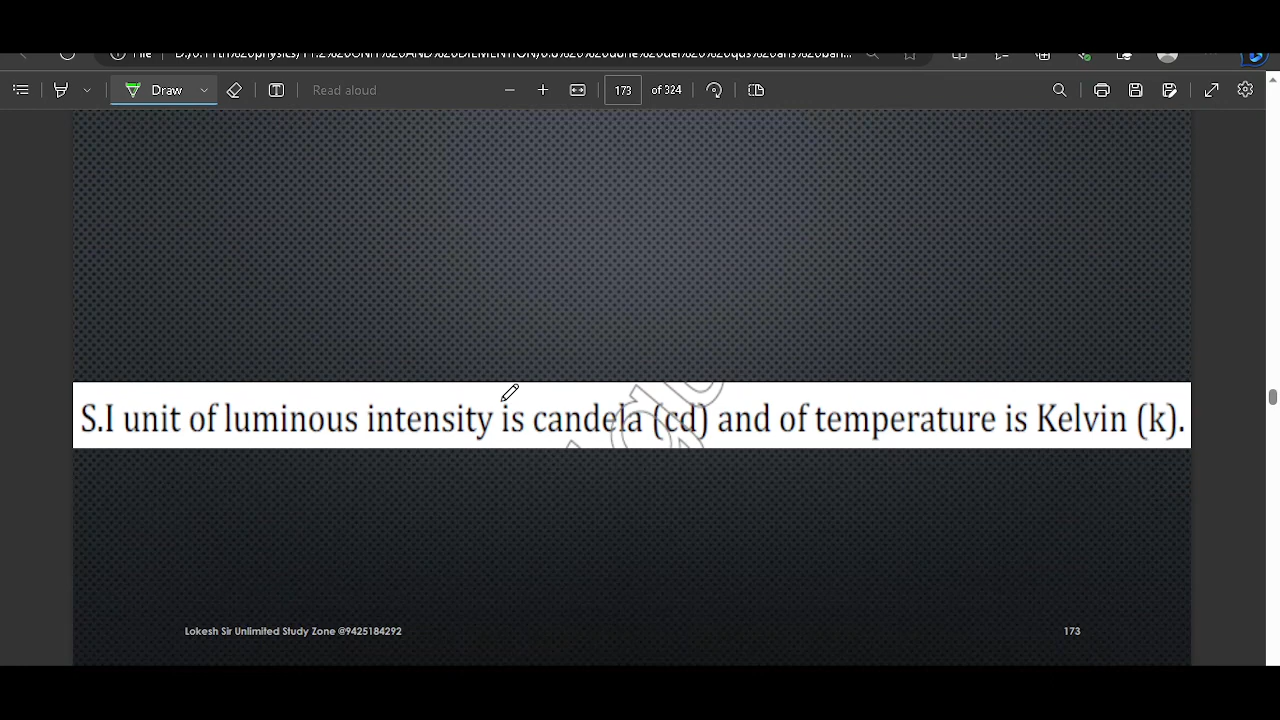 Draw
Read aloud
173 of 324
S.I unit of luminous intensity is candela (cd) and of temperature is Kelvin (k).
Lokesh Sir Unlimited Study Zone @9425184292
173